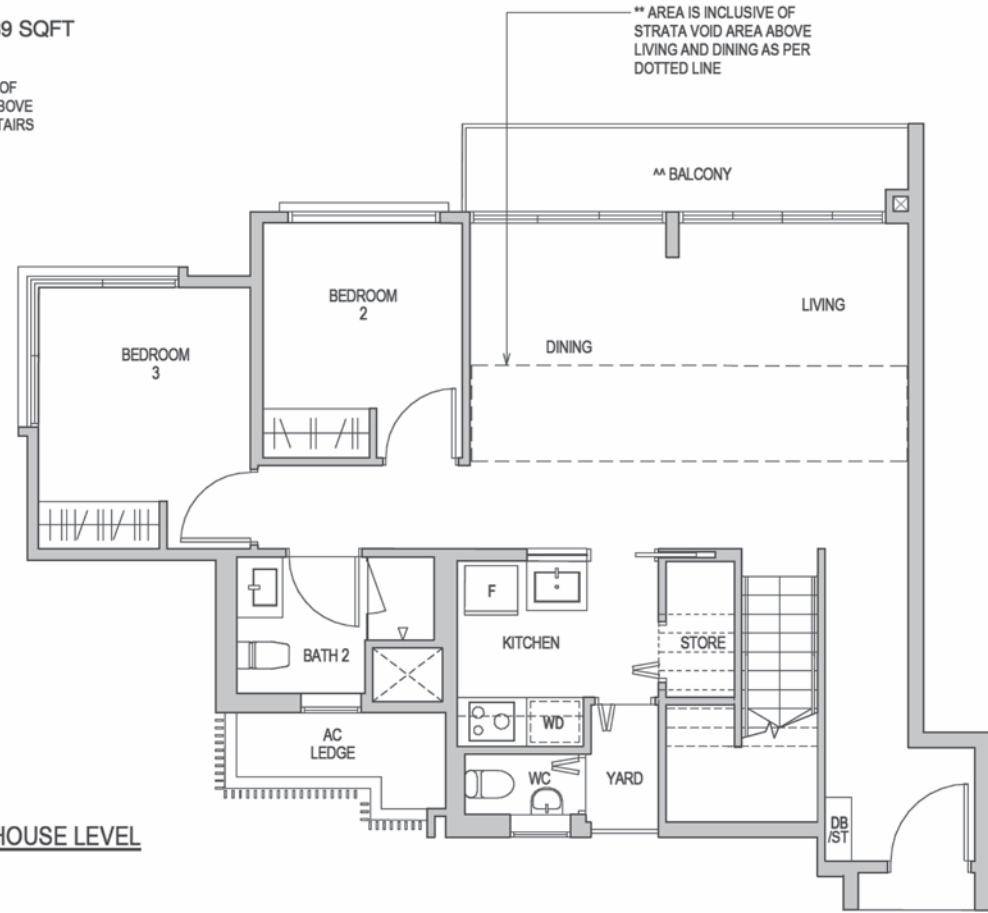 9 SQFT
OF
BOVE
TAIRS
** AREA IS INCLUSIVE OF
STRATA VOID AREA ABOVE
LIVING AND DINING AS PER
DOTTED LINE
^^ BALCONY
BEDROOM
2
LIVING
DINING
BEDROOM
3
F
KITCHEN
STORE
BATH 2
WD
AC
LEDGE
WC
YARD
DB
/ST
HOUSE LEVEL